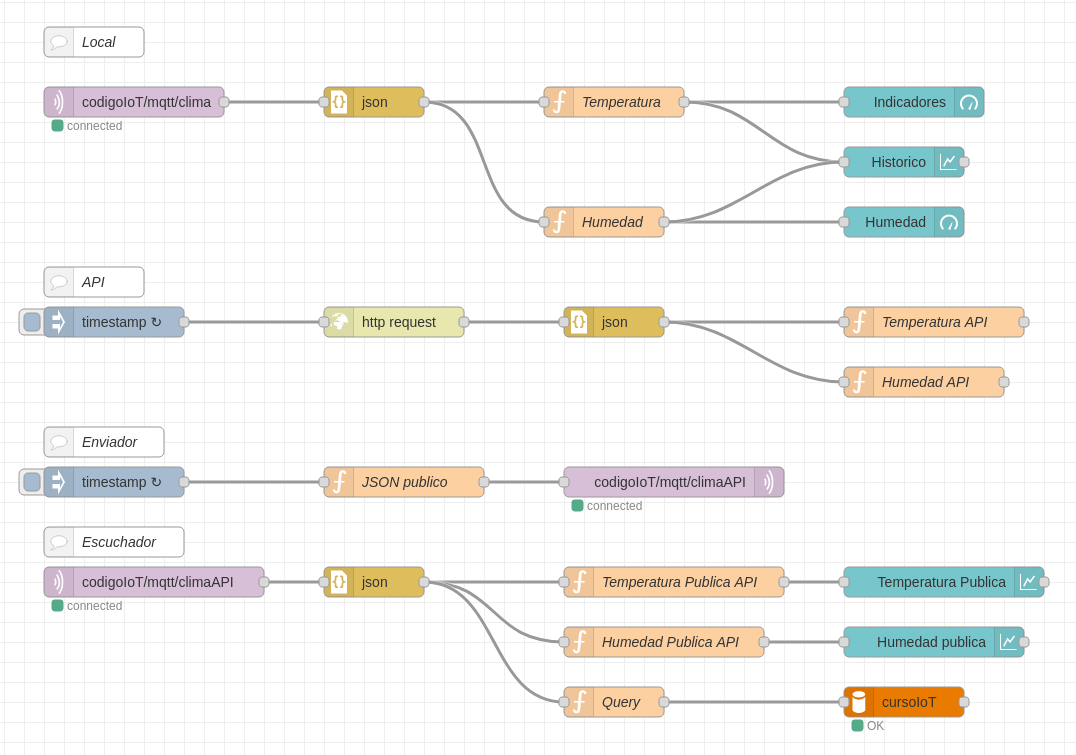 Local
codigoIoT/mqtt/clima
json
Temperatura
Indicadores
connected
Historico
Humedad
Humedad
API
timestamp ↻
http request
json
Temperatura API
Humedad API
Enviador
timestamp ↻
JSON publico
codigoIoT/mqtt/climaAPI
connected
Escuchador
codigoIoT/mqtt/climaAPI
json
Temperatura Publica API
Temperatura Publica
connected
Humedad Publica API
Humedad publica
Query
cursoIoT
OK